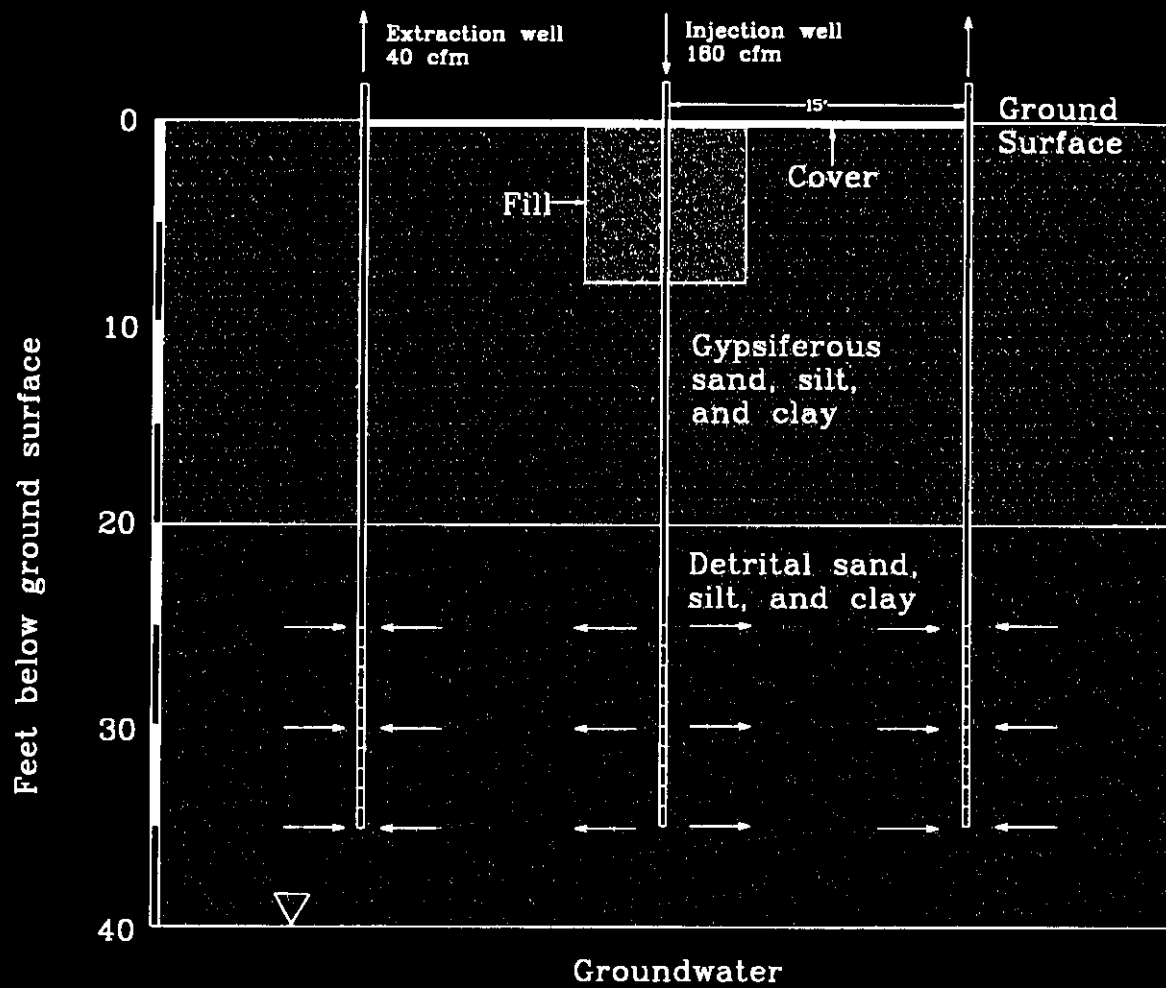 Extraction well
40 cfm
Injection well
160 cfm
15'
Ground
Surface
Cover
Fill
Gypsiferous
sand, silt,
and clay
Detrital sand,
silt, and clay
0
10
20
30
40
Feet below ground surface
Groundwater